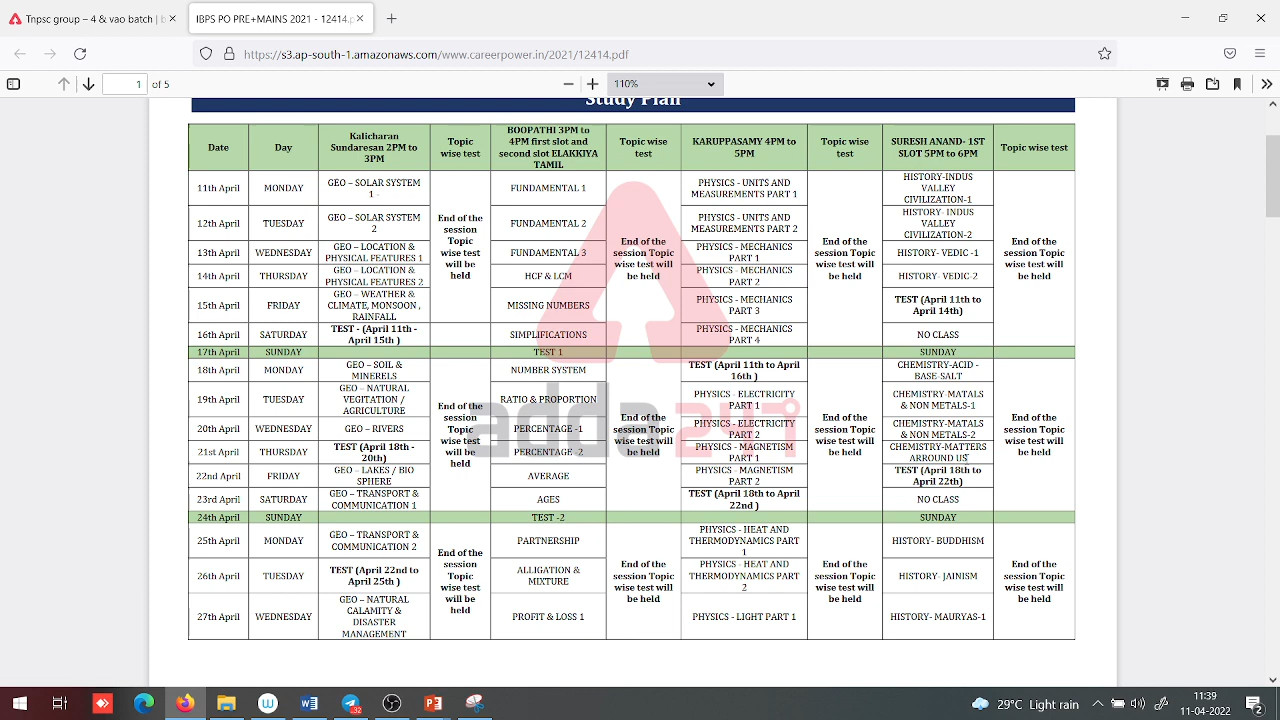 Tnpsc group – 4 & vao batch | b
IBPS PO PRE+MAINS 2021 - 12414.p
https://s3.ap-south-1.amazonaws.com/www.careerpower.in/2021/12414.pdf
1 of 5
110%
Study Plan
Date Day Kalicharan Sundaresan 2PM to 3PM Topic wise test BOOPATHI 3PM to 4PM first slot and second slot ELAKKIYA TAMIL Topic wise test KARUPPASAMY 4PM to 5PM Topic wise test SURESH ANAND- 1ST SLOT 5PM to 6PM Topic wise test
11th April MONDAY GEO – SOLAR SYSTEM 1 - FUNDAMENTAL 1 PHYSICS - UNITS AND MEASUREMENTS PART 1 HISTORY-INDUS VALLEY CIVILIZATION-1
12th April TUESDAY GEO – SOLAR SYSTEM 2 FUNDAMENTAL 2 PHYSICS - UNITS AND MEASUREMENTS PART 2 HISTORY- INDUS VALLEY CIVILIZATION-2
End of the session Topic wise test will be held End of the session Topic wise test will be held End of the session Topic wise test will be held End of the session Topic wise test will be held
13th April WEDNESDAY GEO – LOCATION & PHYSICAL FEATURES 1 FUNDAMENTAL 3 PHYSICS - MECHANICS PART 1 HISTORY- VEDIC -1
14th April THURSDAY GEO – LOCATION & PHYSICAL FEATURES 2 HCF & LCM PHYSICS - MECHANICS PART 2 HISTORY- VEDIC-2
15th April FRIDAY GEO – WEATHER & CLIMATE, MONSOON , RAINFALL MISSING NUMBERS PHYSICS - MECHANICS PART 3 TEST (April 11th to April 14th)
16th April SATURDAY TEST - (April 11th - April 15th ) SIMPLIFICATIONS PHYSICS - MECHANICS PART 4 NO CLASS
17th April SUNDAY TEST 1 SUNDAY
18th April MONDAY GEO – SOIL & MINERELS NUMBER SYSTEM TEST (April 11th to April 16th ) CHEMISTRY-ACID - BASE-SALT
19th April TUESDAY GEO – NATURAL VEGITATION / AGRICULTURE RATIO & PROPORTION PHYSICS - ELECTRICITY PART 1 CHEMISTRY-MATALS & NON METALS-1
End of the session Topic wise test will be held End of the session Topic wise test will be held End of the session Topic wise test will be held End of the session Topic wise test will be held
20th April WEDNESDAY GEO – RIVERS PERCENTAGE -1 PHYSICS - ELECTRICITY PART 2 CHEMISTRY-MATALS & NON METALS-2
21st April THURSDAY TEST (April 18th - 20th) PERCENTAGE -2 PHYSICS - MAGNETISM PART 1 CHEMISTRY-MATTERS ARROUND US
22nd April FRIDAY GEO – LAKES / BIO SPHERE AVERAGE PHYSICS - MAGNETISM PART 2 TEST (April 18th to April 22th)
23rd April SATURDAY GEO – TRANSPORT & COMMUNICATION 1 AGES TEST (April 18th to April 22nd ) NO CLASS
24th April SUNDAY TEST -2 SUNDAY
25th April MONDAY GEO – TRANSPORT & COMMUNICATION 2 PARTNERSHIP PHYSICS - HEAT AND THERMODYNAMICS PART 1 HISTORY- BUDDHISM
26th April TUESDAY TEST (April 22nd to April 25th ) ALLIGATION & MIXTURE PHYSICS - HEAT AND THERMODYNAMICS PART 2 HISTORY- JAINISM
End of the session Topic wise test will be held End of the session Topic wise test will be held End of the session Topic wise test will be held End of the session Topic wise test will be held
27th April WEDNESDAY GEO – NATURAL CALAMITY & DISASTER MANAGEMENT PROFIT & LOSS 1 PHYSICS - LIGHT PART 1 HISTORY- MAURYAS-1
adda 247
29°C Light rain
11:39
11-04-2022
2
32